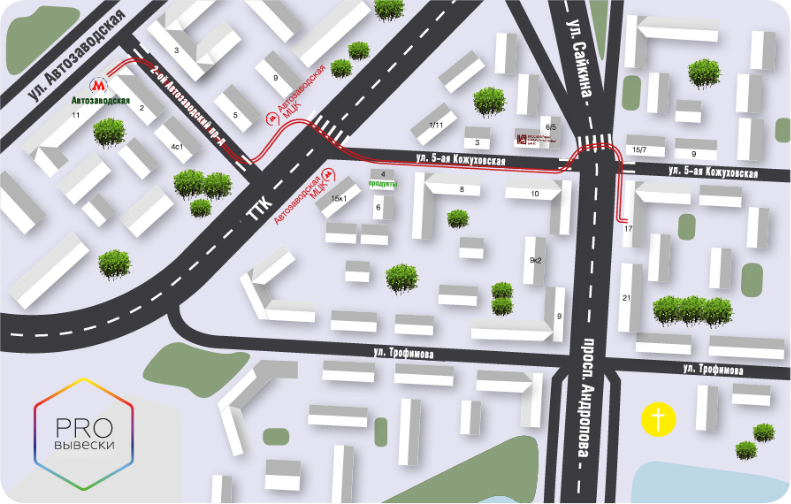 ул. Автозаводская
Автозаводская
2-ой Автозаводский пр-д
3
9
5
11
2
4с1
Автозаводская
МЦК
ТТК
Автозаводская
МЦК
15к1
4
продукты
6
1/11
3
6/5
ул. Сайкина
ул. 5-ая Кожуховская
15/7
9
ул. 5-ая Кожуховская
8
10
17
9к2
21
9
ул. Трофимова
просп. Андропова
ул. Трофимова
PRO
ВЫВЕСКИ